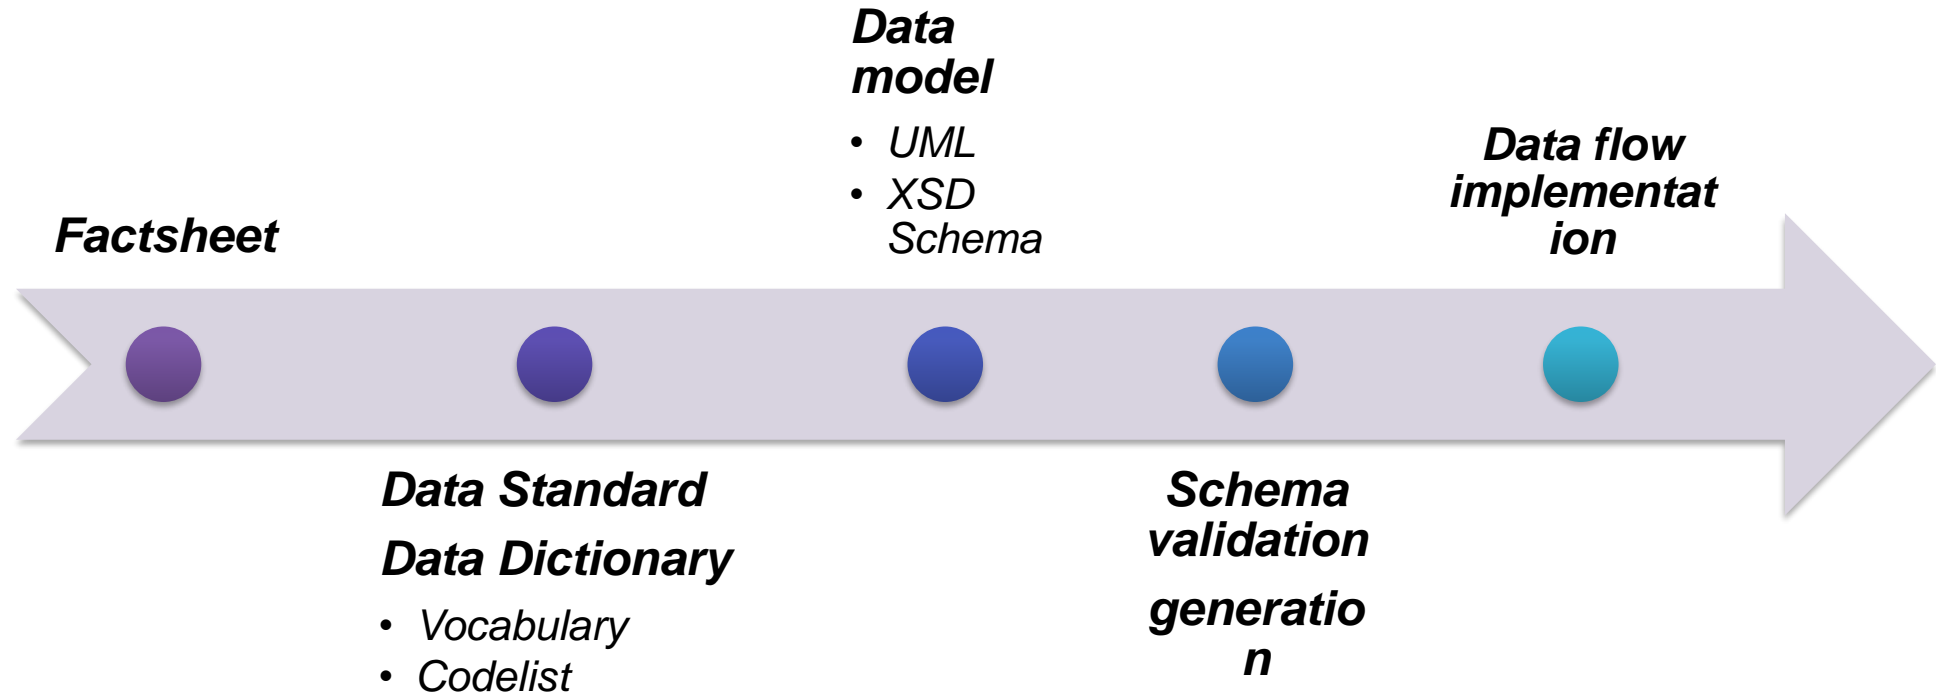 Factsheet
Data Standard
Data Dictionary
• Vocabulary
• Codelist
Data
model
• UML
• XSD
Schema
Schema
validation
generatio
n
Data flow
implementat
ion